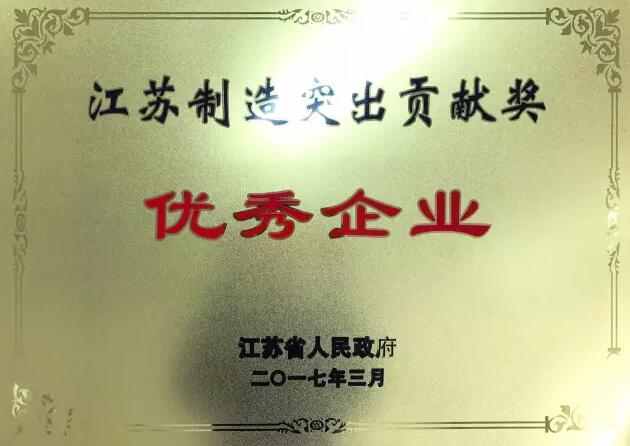 江苏制造突出贡献奖
优秀企业
江苏省人民政府
二〇一七年三月